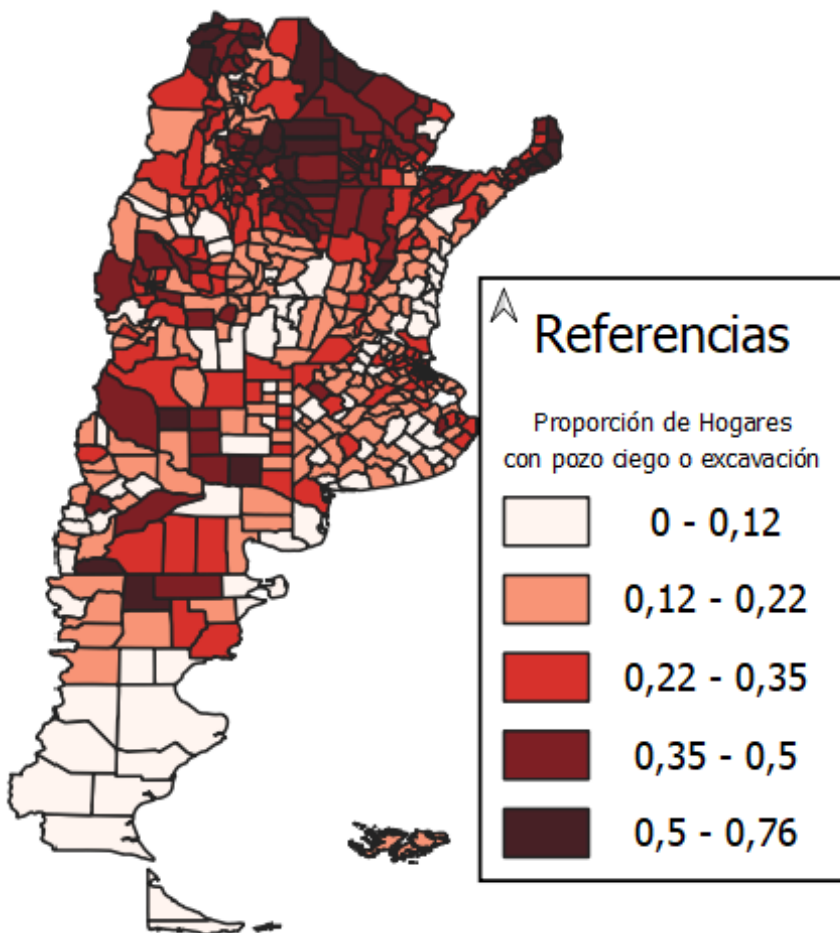 Referencias
Proporción de Hogares
con pozo ciego o excavación
0 - 0,12
0,12 - 0,22
0,22 - 0,35
0,35 - 0,5
0,5 - 0,76